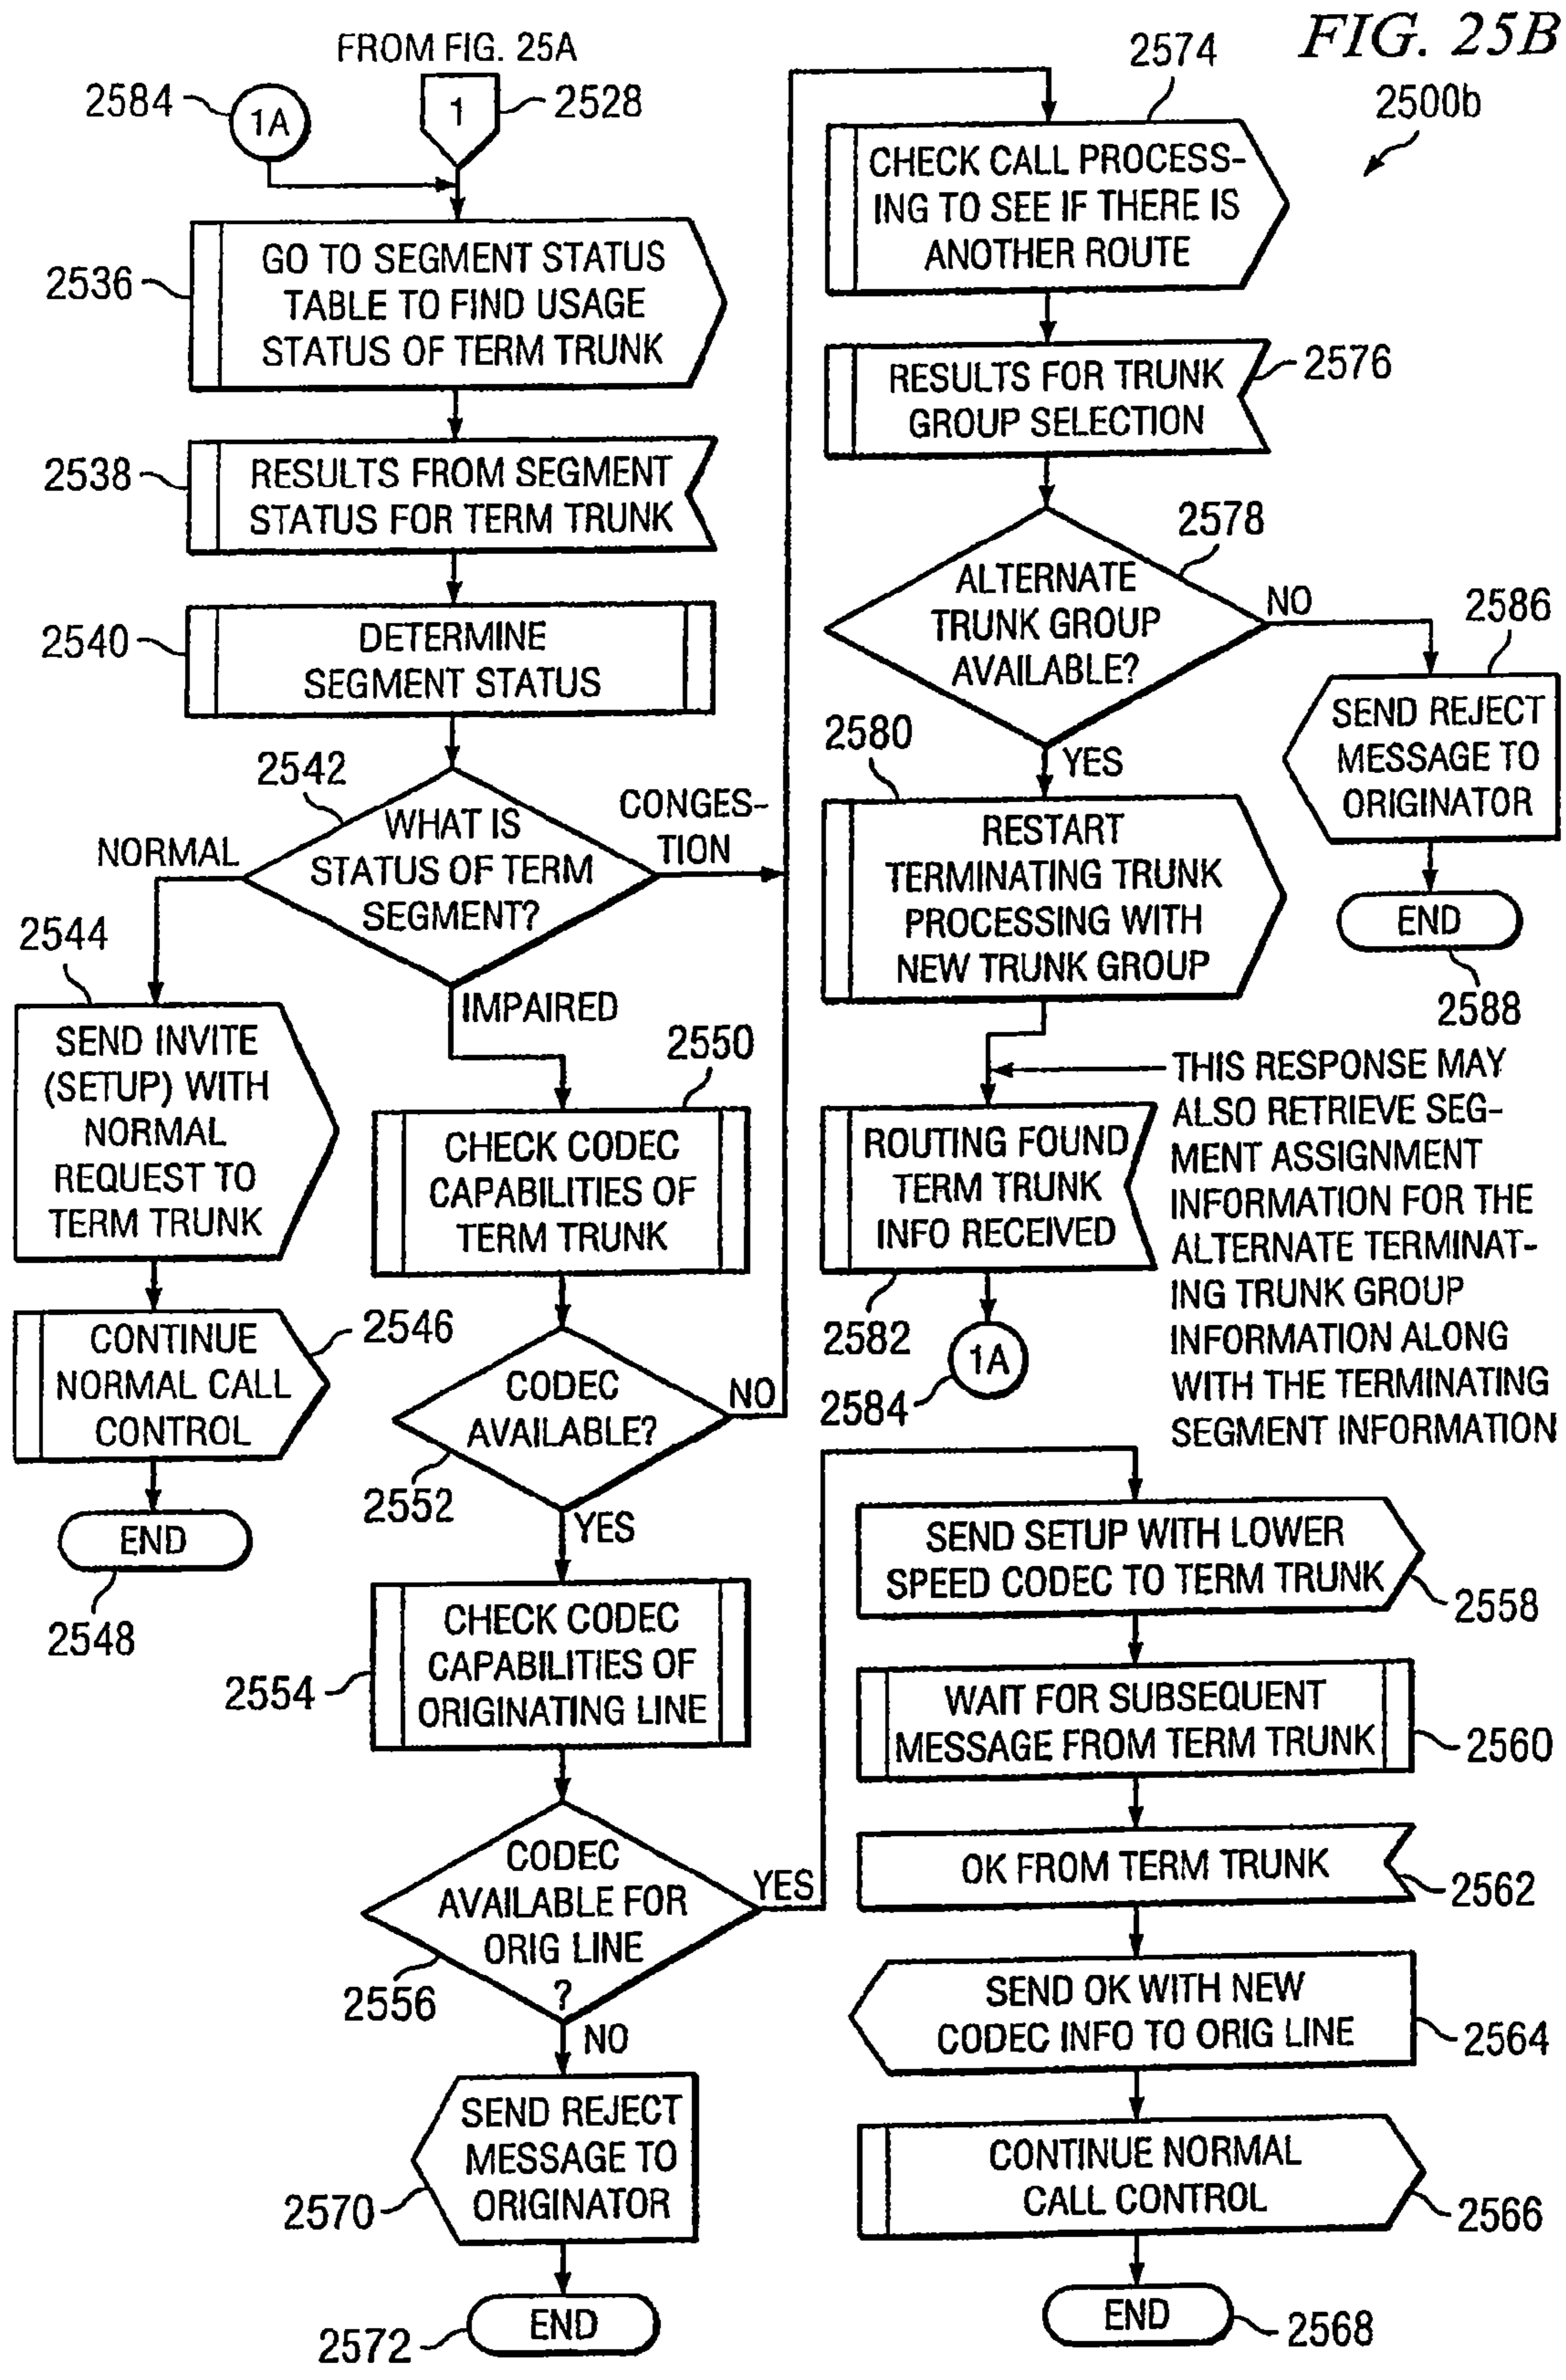 FIG. 25B
2500b
FROM FIG. 25A
2584
1A
1
2528
2536
GO TO SEGMENT STATUS
TABLE TO FIND USAGE
STATUS OF TERM TRUNK
2538
RESULTS FROM SEGMENT
STATUS FOR TERM TRUNK
2540
DETERMINE
SEGMENT STATUS
2542
WHAT IS
STATUS OF TERM
SEGMENT?
NORMAL
CONGES-
TION
IMPAIRED
2544
SEND INVITE
(SETUP) WITH
NORMAL
REQUEST TO
TERM TRUNK
2546
CONTINUE
NORMAL CALL
CONTROL
END
2548
2550
CHECK CODEC
CAPABILITIES OF
TERM TRUNK
CODEC
AVAILABLE?
NO
2552
YES
2554
CHECK CODEC
CAPABILITIES OF
ORIGINATING LINE
CODEC
AVAILABLE FOR
ORIG LINE
?
YES
2556
NO
SEND REJECT
MESSAGE TO
ORIGINATOR
2570
END
2572
2574
CHECK CALL PROCESS-
ING TO SEE IF THERE IS
ANOTHER ROUTE
RESULTS FOR TRUNK
GROUP SELECTION
2576
2578
ALTERNATE
TRUNK GROUP
AVAILABLE?
NO
2586
SEND REJECT
MESSAGE TO
ORIGINATOR
END
2588
YES
2580
RESTART
TERMINATING TRUNK
PROCESSING WITH
NEW TRUNK GROUP
THIS RESPONSE MAY
ALSO RETRIEVE SEG-
MENT ASSIGNMENT
INFORMATION FOR THE
ALTERNATE TERMINAT-
ING TRUNK GROUP
INFORMATION ALONG
WITH THE TERMINATING
SEGMENT INFORMATION
ROUTING FOUND
TERM TRUNK
INFO RECEIVED
2582
1A
2584
SEND SETUP WITH LOWER
SPEED CODEC TO TERM TRUNK
2558
WAIT FOR SUBSEQUENT
MESSAGE FROM TERM TRUNK
2560
OK FROM TERM TRUNK
2562
SEND OK WITH NEW
CODEC INFO TO ORIG LINE
2564
CONTINUE NORMAL
CALL CONTROL
2566
END
2568